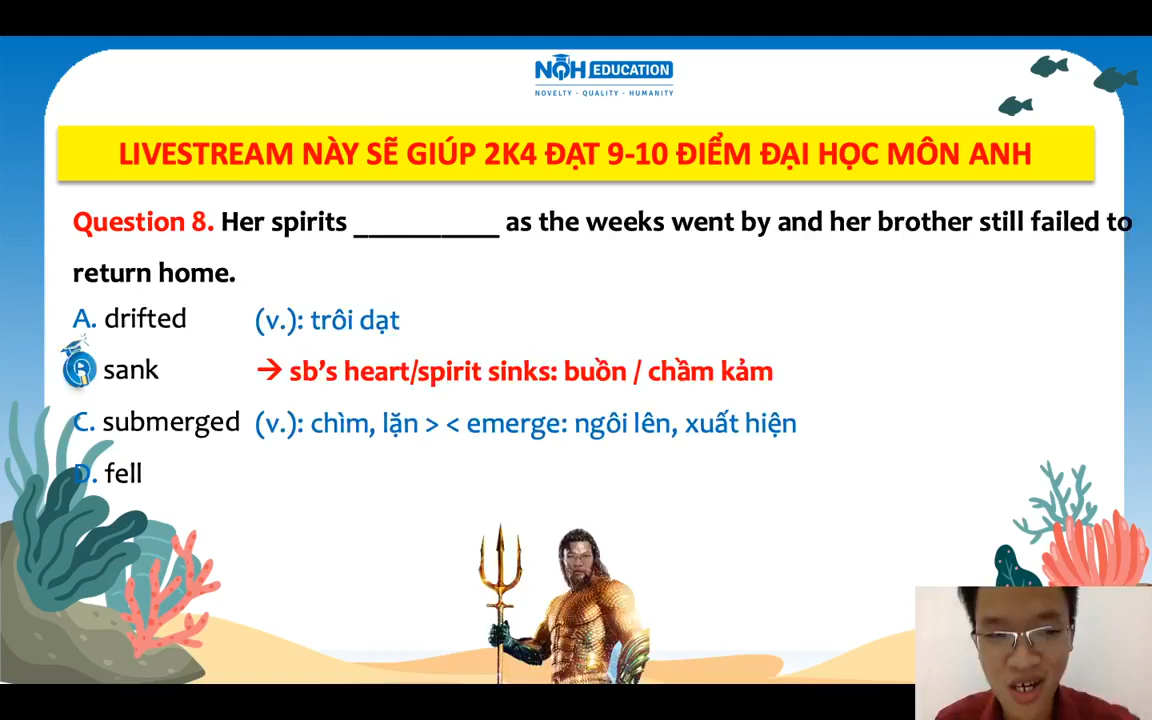 NQH EDUCATION
NOVELTY - QUALITY - HUMANITY
LIVESTREAM NÀY SẼ GIÚP 2K4 ĐẠT 9-10 ĐIỂM ĐẠI HỌC MÔN ANH
Question 8. Her spirits __________ as the weeks went by and her brother still failed to
return home.
A. drifted (v.): trôi dạt
sank → sb’s heart/spirit sinks: buồn / chầm kảm
C. submerged (v.): chìm, lặn > < emerge: ngôi lên, xuất hiện
D. fell